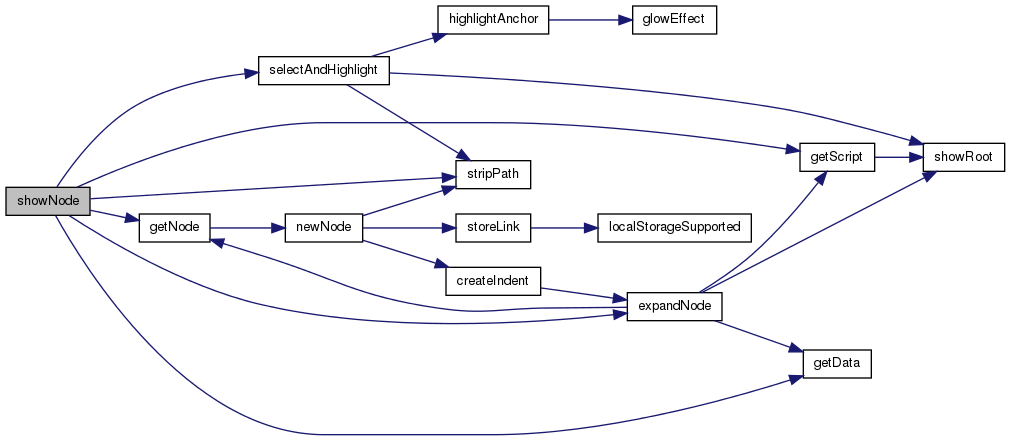 highlightAnchor
glowEffect
selectAndHighlight
getScript
showRoot
stripPath
showNode
getNode
newNode
storeLink
localStorageSupported
createIndent
expandNode
getData